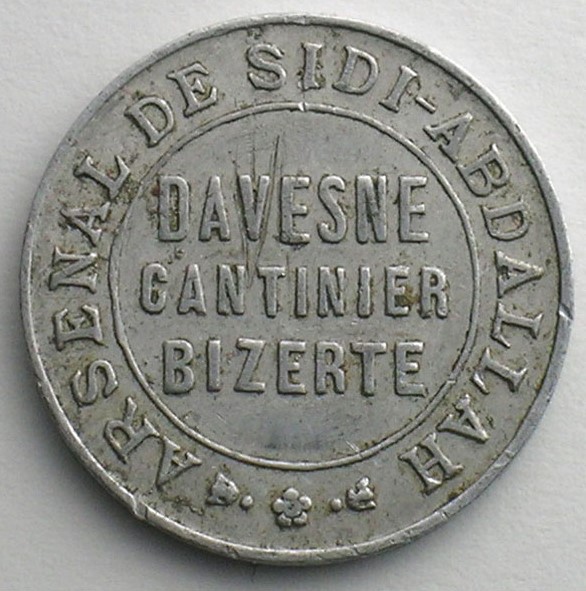 ARSENAL DE SIDI-ABDALLAH
DAVESNE
CANTINIER
BIZERTE